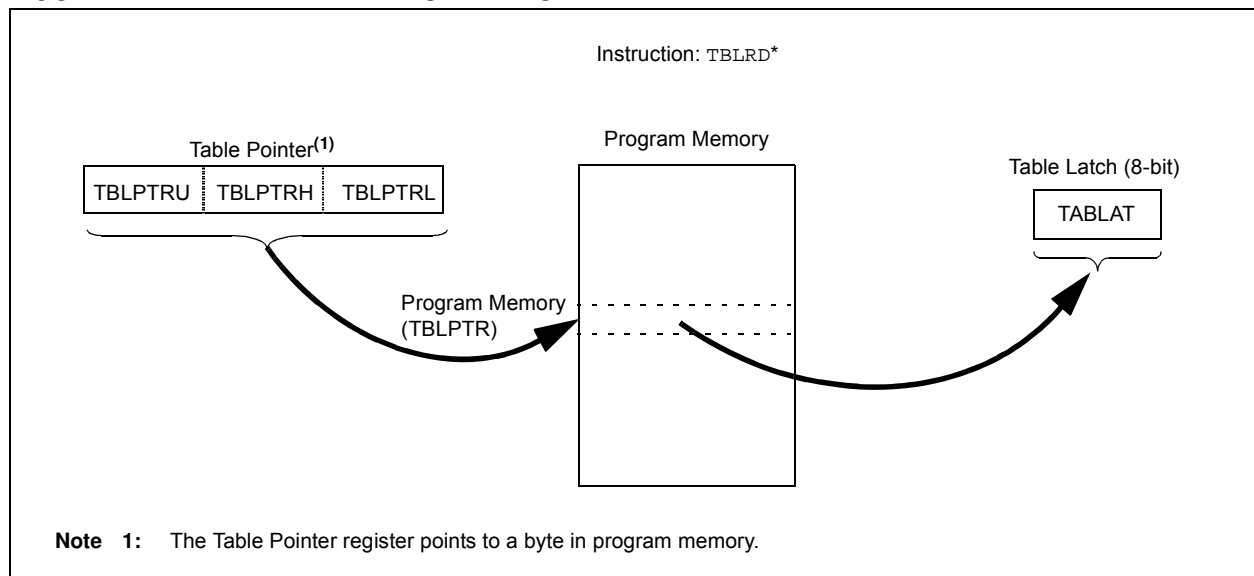 Instruction: TBLRD*
Table Pointer(1)
TBLPTRU TBLPTRH TBLPTRL
Program Memory
Table Latch (8-bit)
TABLAT
Program Memory
(TBLPTR)
Note 1: The Table Pointer register points to a byte in program memory.